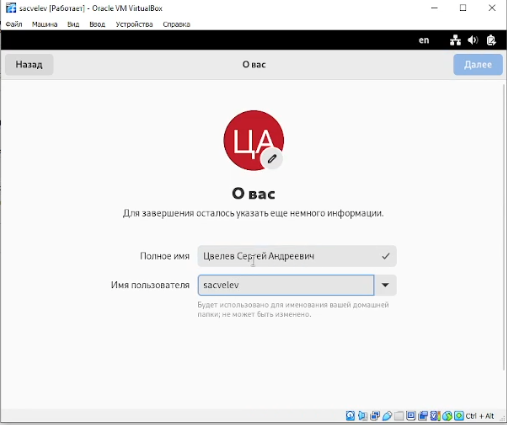 sacvelev [Работает] - Oracle VM VirtualBox
Файл Машина Вид Ввод Устройства Справка
en
Назад О вас Далее
ЦА
О вас
Для завершения осталось указать еще немного информации.
Полное имя Цвелев Сергей Андреевич
Имя пользователя sacvelev
Будет использовано для именования вашей домашней
папки; не может быть изменено.
Ctrl + Alt